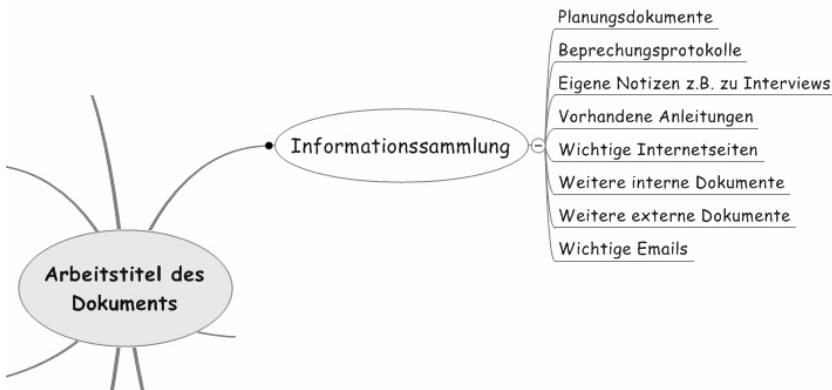 Planungsdokumente
Beprechungsprotokolle
Eigene Notizen z.B. zu Interviews
Vorhandene Anleitungen
Informationssammlung
Wichtige Internetseiten
Weitere interne Dokumente
Weitere externe Dokumente
Wichtige Emails
Arbeitstitel des
Dokuments